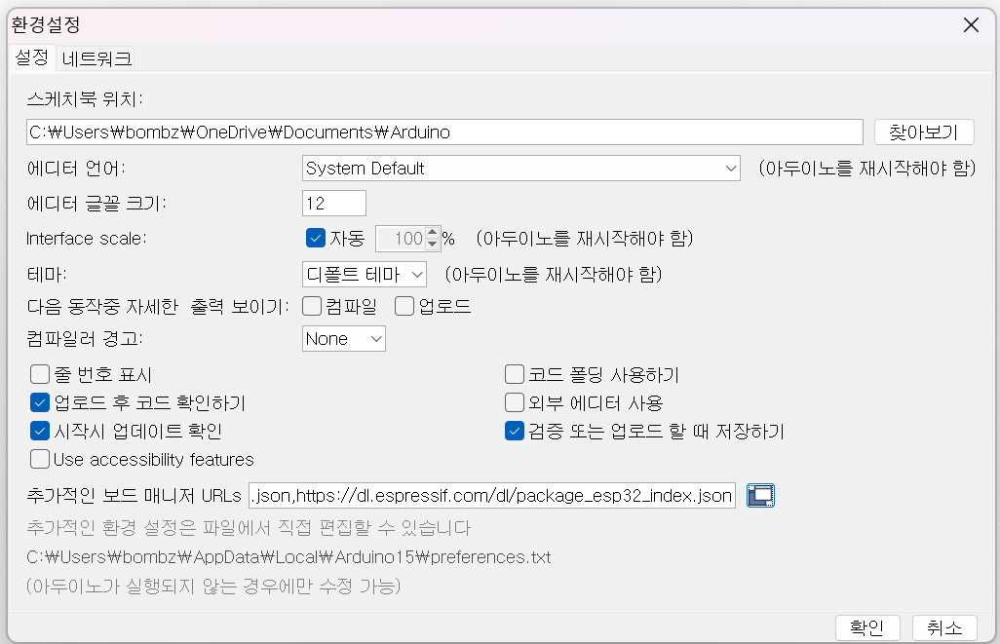 환경설정
설정 네트워크
스케치북 위치:
C:₩Users₩bombz₩OneDrive₩Documents₩Arduino 찾아보기
에디터 언어: System Default (아두이노를 재시작해야 함)
에디터 글꼴 크기: 12
Interface scale: 자동 100 % (아두이노를 재시작해야 함)
테마: 디폴트 테마 (아두이노를 재시작해야 함)
다음 동작중 자세한 출력 보이기: 컴파일 업로드
컴파일러 경고: None
줄 번호 표시 코드 폴딩 사용하기
업로드 후 코드 확인하기 외부 에디터 사용
시작시 업데이트 확인 검증 또는 업로드 할 때 저장하기
Use accessibility features
추가적인 보드 매니저 URLs .json,https://dl.espressif.com/dl/package_esp32_index.json
추가적인 환경 설정은 파일에서 직접 편집할 수 있습니다
C:₩Users₩bombz₩AppData₩Local₩Arduino15₩preferences.txt
(아두이노가 실행되지 않는 경우에만 수정 가능)
확인 취소